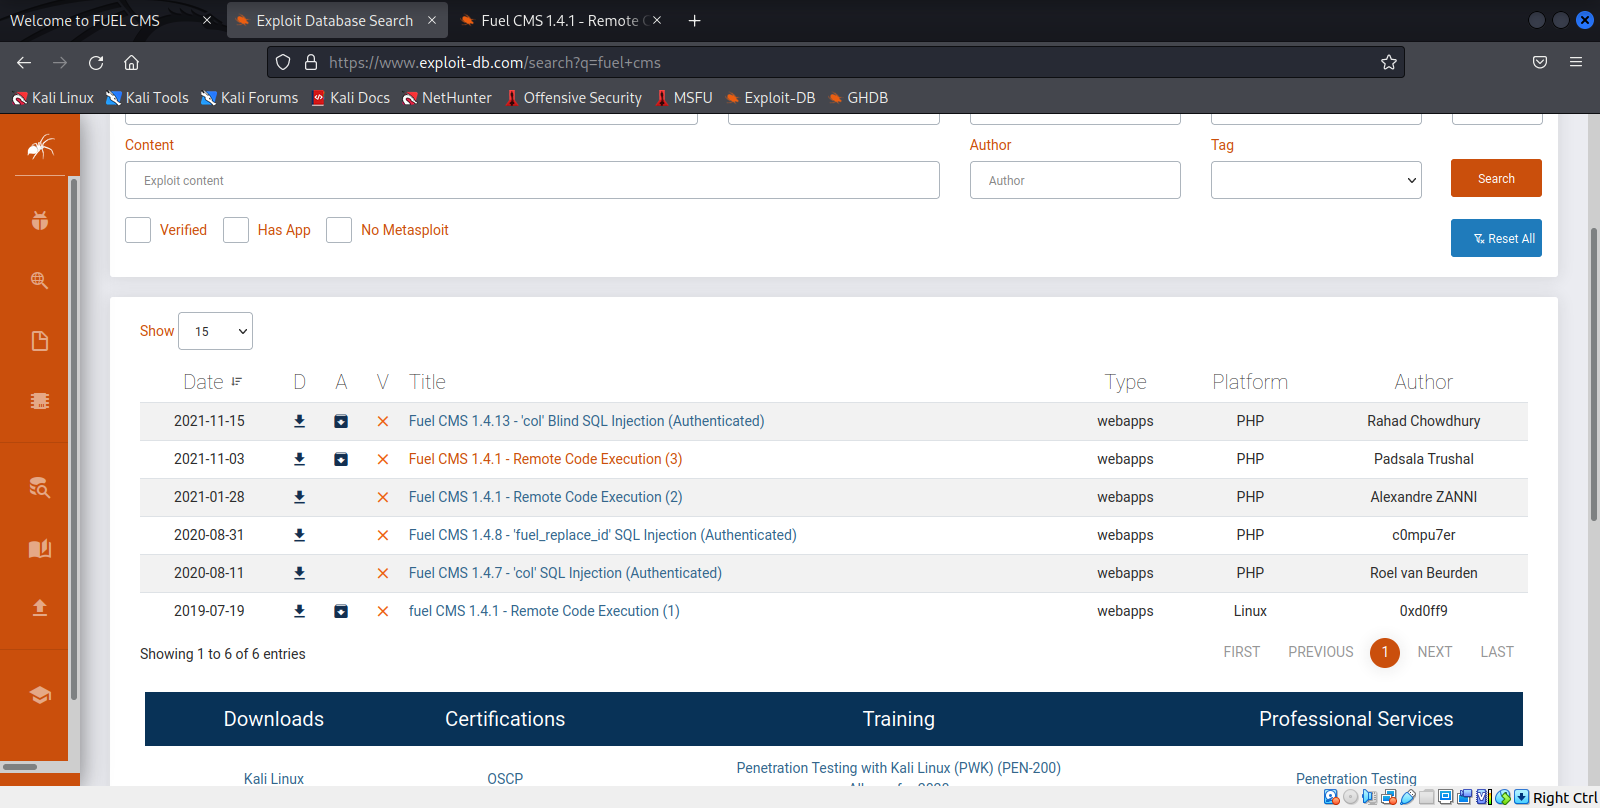 Welcome to FUEL CMS Exploit Database Search Fuel CMS 1.4.1 - Remote C
https://www.exploit-db.com/search?q=fuel+cms
Kali Linux Kali Tools Kali Forums Kali Docs NetHunter Offensive Security MSFU Exploit-DB GHDB
Content Author Tag
Exploit content Author Search
Verified Has App No Metasploit
Reset All
Show 15
Date D A V Title Type Platform Author
2021-11-15 Fuel CMS 1.4.13 - 'col' Blind SQL Injection (Authenticated) webapps PHP Rahad Chowdhury
2021-11-03 Fuel CMS 1.4.1 - Remote Code Execution (3) webapps PHP Padsala Trushal
2021-01-28 Fuel CMS 1.4.1 - Remote Code Execution (2) webapps PHP Alexandre ZANNI
2020-08-31 Fuel CMS 1.4.8 - 'fuel_replace_id' SQL Injection (Authenticated) webapps PHP c0mpu7er
2020-08-11 Fuel CMS 1.4.7 - 'col' SQL Injection (Authenticated) webapps PHP Roel van Beurden
2019-07-19 fuel CMS 1.4.1 - Remote Code Execution (1) webapps Linux 0xd0ff9
Showing 1 to 6 of 6 entries FIRST PREVIOUS 1 NEXT LAST
Downloads Certifications Training Professional Services
Kali Linux OSCP Penetration Testing with Kali Linux (PWK) (PEN-200) Penetration Testing
Right Ctrl